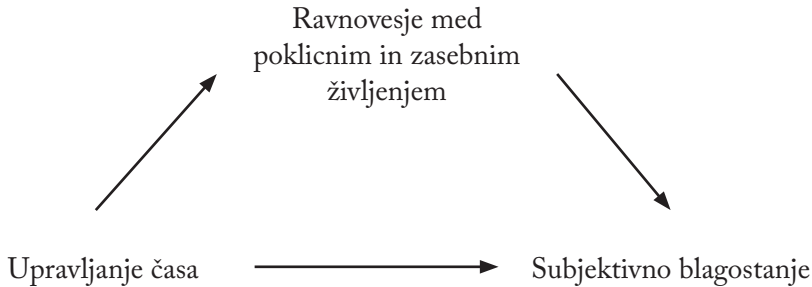 Ravnovesje med
poklicnim in zasebnim
življenjem
Upravljanje časa
Subjektivno blagostanje